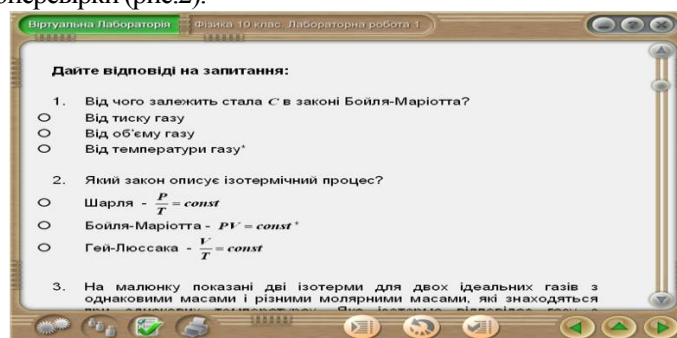 перевірки (рис.2).
Віртуальна Лабораторія Фізика 10 клас. Лабораторна робота 1
Дайте відповіді на запитання:
1. Від чого залежить стала C в законі Бойля-Маріотта?
Від тиску газу
Від об'єму газу
Від температури газу*
2. Який закон описує ізотермічний процес?
Шарля - P/T = const
Бойля-Маріотта - PV = const *
Гей-Люссака - V/T = const
3. На малюнку показані дві ізотерми для двох ідеальних газів з
однаковими масами і різними молярними масами, які знаходяться